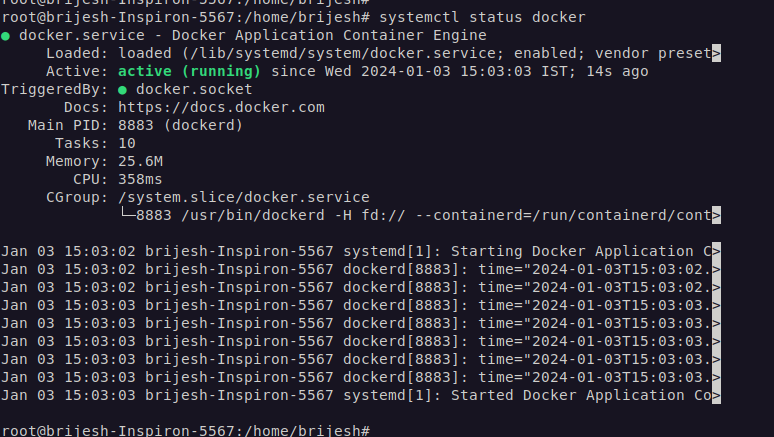 root@brijesh-Inspiron-5567:/home/brijesh#
root@brijesh-Inspiron-5567:/home/brijesh# systemctl status docker
● docker.service - Docker Application Container Engine
     Loaded: loaded (/lib/systemd/system/docker.service; enabled; vendor preset>
     Active: active (running) since Wed 2024-01-03 15:03:03 IST; 14s ago
TriggeredBy: ● docker.socket
       Docs: https://docs.docker.com
   Main PID: 8883 (dockerd)
      Tasks: 10
     Memory: 25.6M
        CPU: 358ms
     CGroup: /system.slice/docker.service
             └─8883 /usr/bin/dockerd -H fd:// --containerd=/run/containerd/cont>
Jan 03 15:03:02 brijesh-Inspiron-5567 systemd[1]: Starting Docker Application C>
Jan 03 15:03:02 brijesh-Inspiron-5567 dockerd[8883]: time="2024-01-03T15:03:02.>
Jan 03 15:03:02 brijesh-Inspiron-5567 dockerd[8883]: time="2024-01-03T15:03:02.>
Jan 03 15:03:03 brijesh-Inspiron-5567 dockerd[8883]: time="2024-01-03T15:03:03.>
Jan 03 15:03:03 brijesh-Inspiron-5567 dockerd[8883]: time="2024-01-03T15:03:03.>
Jan 03 15:03:03 brijesh-Inspiron-5567 dockerd[8883]: time="2024-01-03T15:03:03.>
Jan 03 15:03:03 brijesh-Inspiron-5567 dockerd[8883]: time="2024-01-03T15:03:03.>
Jan 03 15:03:03 brijesh-Inspiron-5567 dockerd[8883]: time="2024-01-03T15:03:03.>
Jan 03 15:03:03 brijesh-Inspiron-5567 systemd[1]: Started Docker Application Co>
root@brijesh-Inspiron-5567:/home/brijesh#